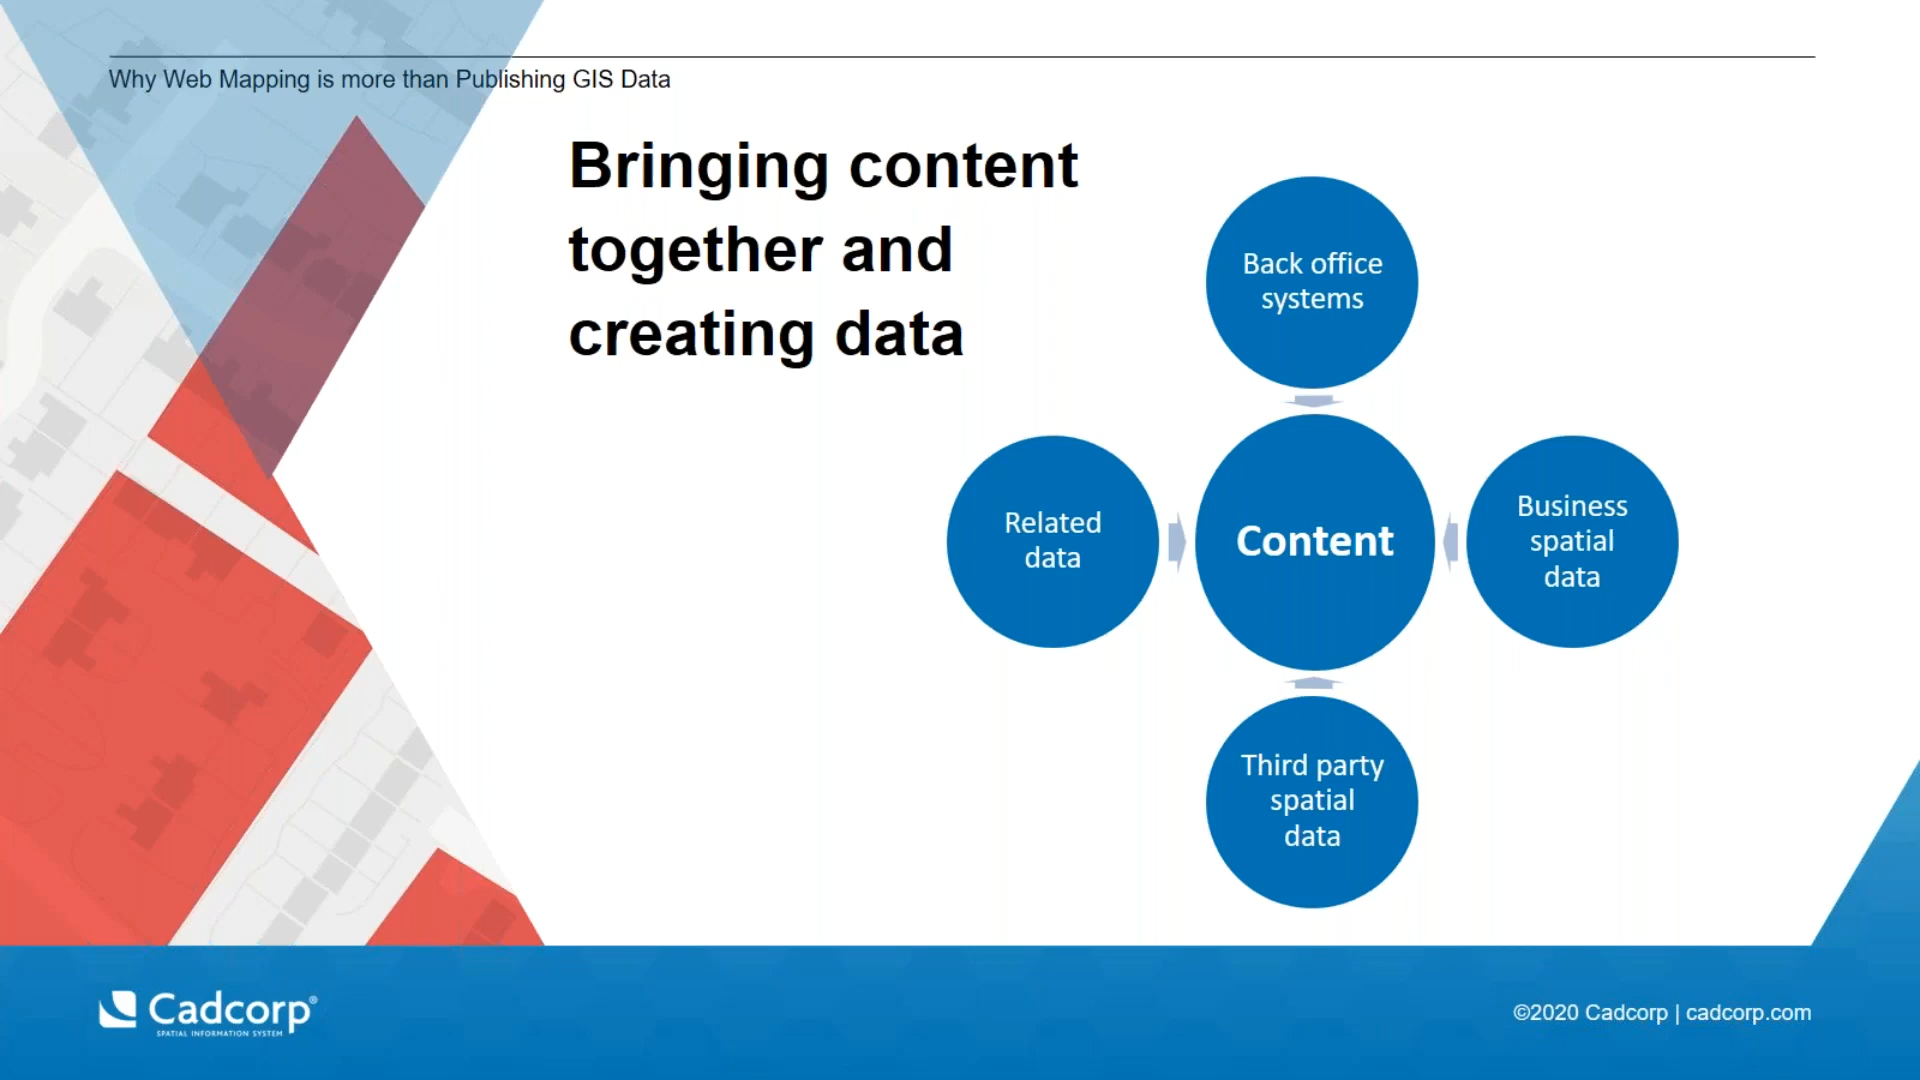 Why Web Mapping is more than Publishing GIS Data
Bringing content
together and
creating data
Back office
systems
Related
data
Content
Business
spatial
data
Third party
spatial
data
Cadcorp®
SPATIAL INFORMATION SYSTEM
©2020 Cadcorp | cadcorp.com